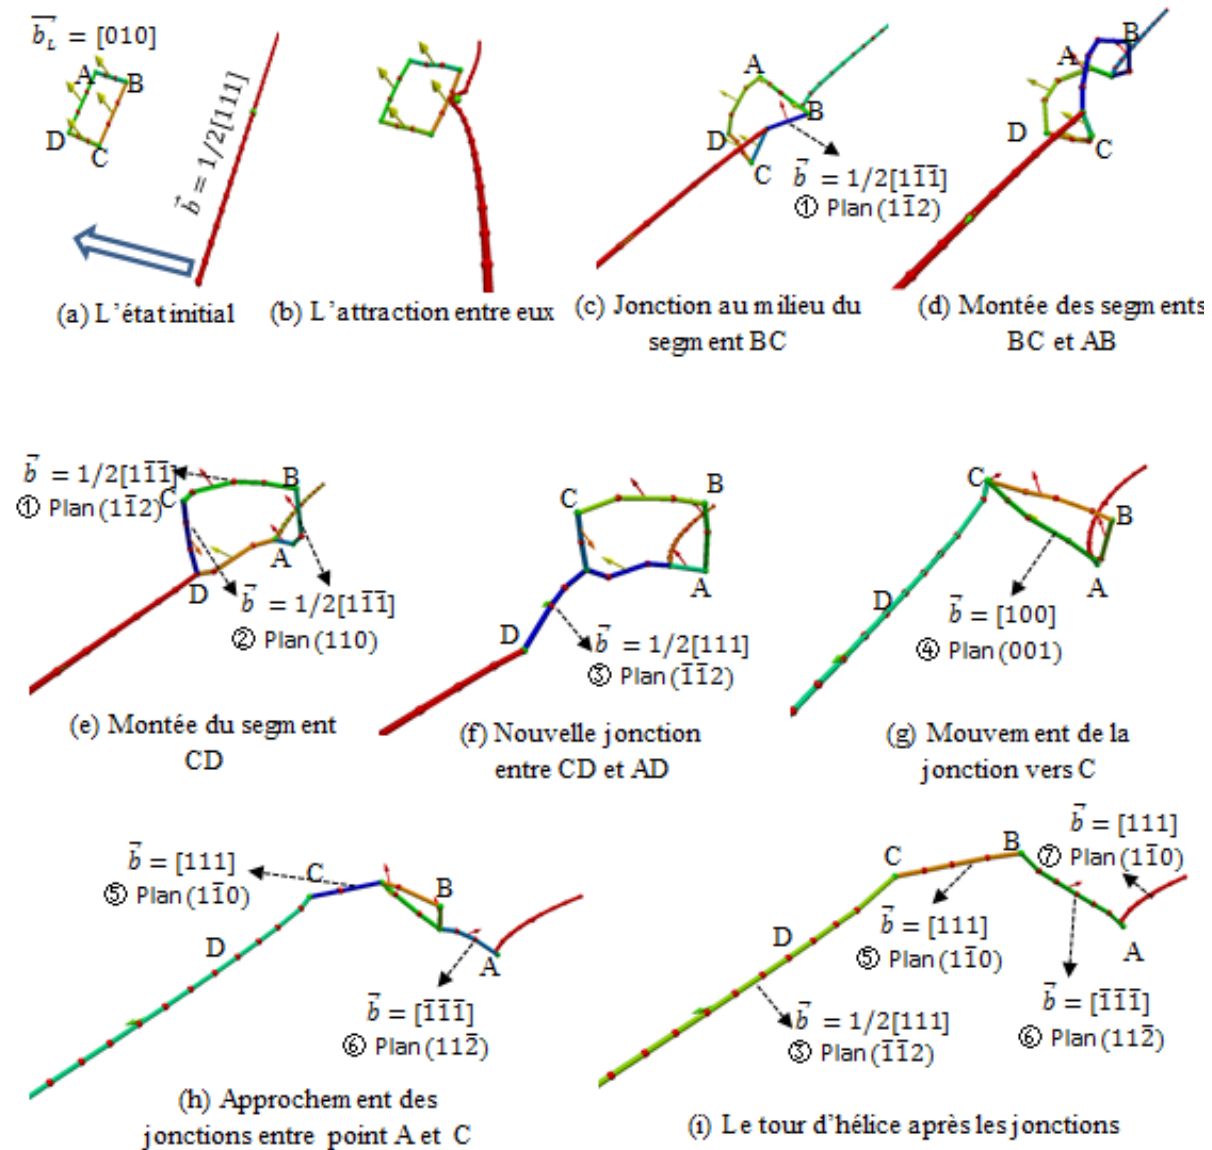 b_L = [010]
A
B
D
C
b = 1/2[111]
(a) L'état initial
(b) L'attraction entre eux
A
B
D
C
b = 1/2[11̅1̅]
① Plan (11̅2)
(c) Jonction au milieu du
segment BC
A
B
D
C
(d) Montée des segments
BC et AB
b = 1/2[11̅1̅]
① Plan (11̅2)
B
C
A
D
b = 1/2[11̅1̅]
② Plan (110)
(e) Montée du segment
CD
C
B
A
D
b = 1/2[111]
③ Plan (1̅1̅2)
(f) Nouvelle jonction
entre CD et AD
C
B
D
A
b = [100]
④ Plan (001)
(g) Mouvement de la
jonction vers C
b = [111]
⑤ Plan (11̅0)
C
B
D
A
b = [1̅1̅1̅]
⑥ Plan (112̅)
(h) Approchement des
jonctions entre point A et C
b = [111]
⑦ Plan (11̅0)
B
C
D
A
b = [111]
⑤ Plan (11̅0)
b = [1̅1̅1̅]
⑥ Plan (112̅)
b = 1/2[111]
③ Plan (1̅1̅2)
(i) Le tour d'hélice après les jonctions